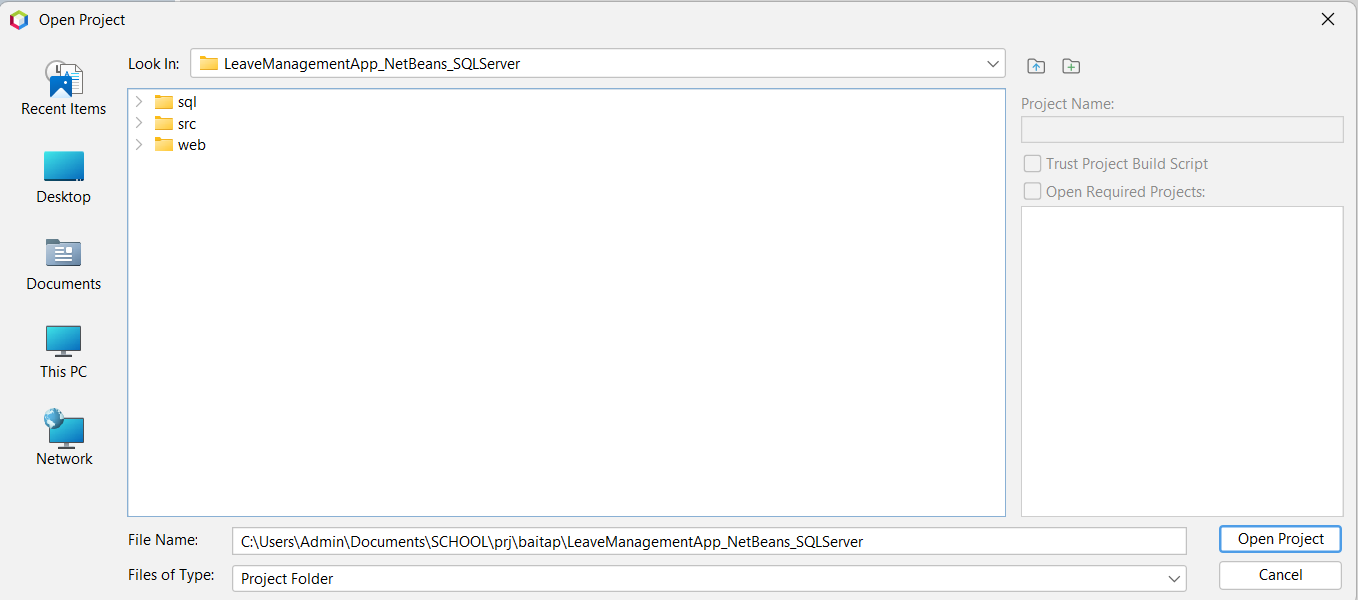 Open Project
Look In: LeaveManagementApp_NetBeans_SQLServer
Recent Items
Desktop
Documents
This PC
Network
sql
src
web
Project Name:
Trust Project Build Script
Open Required Projects:
File Name: C:\Users\Admin\Documents\SCHOOL\prj\baitap\LeaveManagementApp_NetBeans_SQLServer
Files of Type: Project Folder
Open Project
Cancel